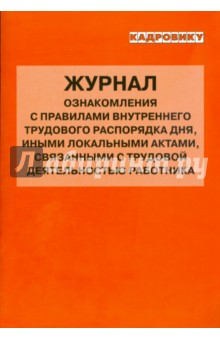 КАДРОВИКУ
ЖУРНАЛ
ОЗНАКОМЛЕНИЯ
С ПРАВИЛАМИ ВНУТРЕННЕГО
ТРУДОВОГО РАСПОРЯДКА ДНЯ,
ИНЫМИ ЛОКАЛЬНЫМИ АКТАМИ,
СВЯЗАННЫМИ С ТРУДОВОЙ
ДЕЯТЕЛЬНОСТЬЮ РАБОТНИКА